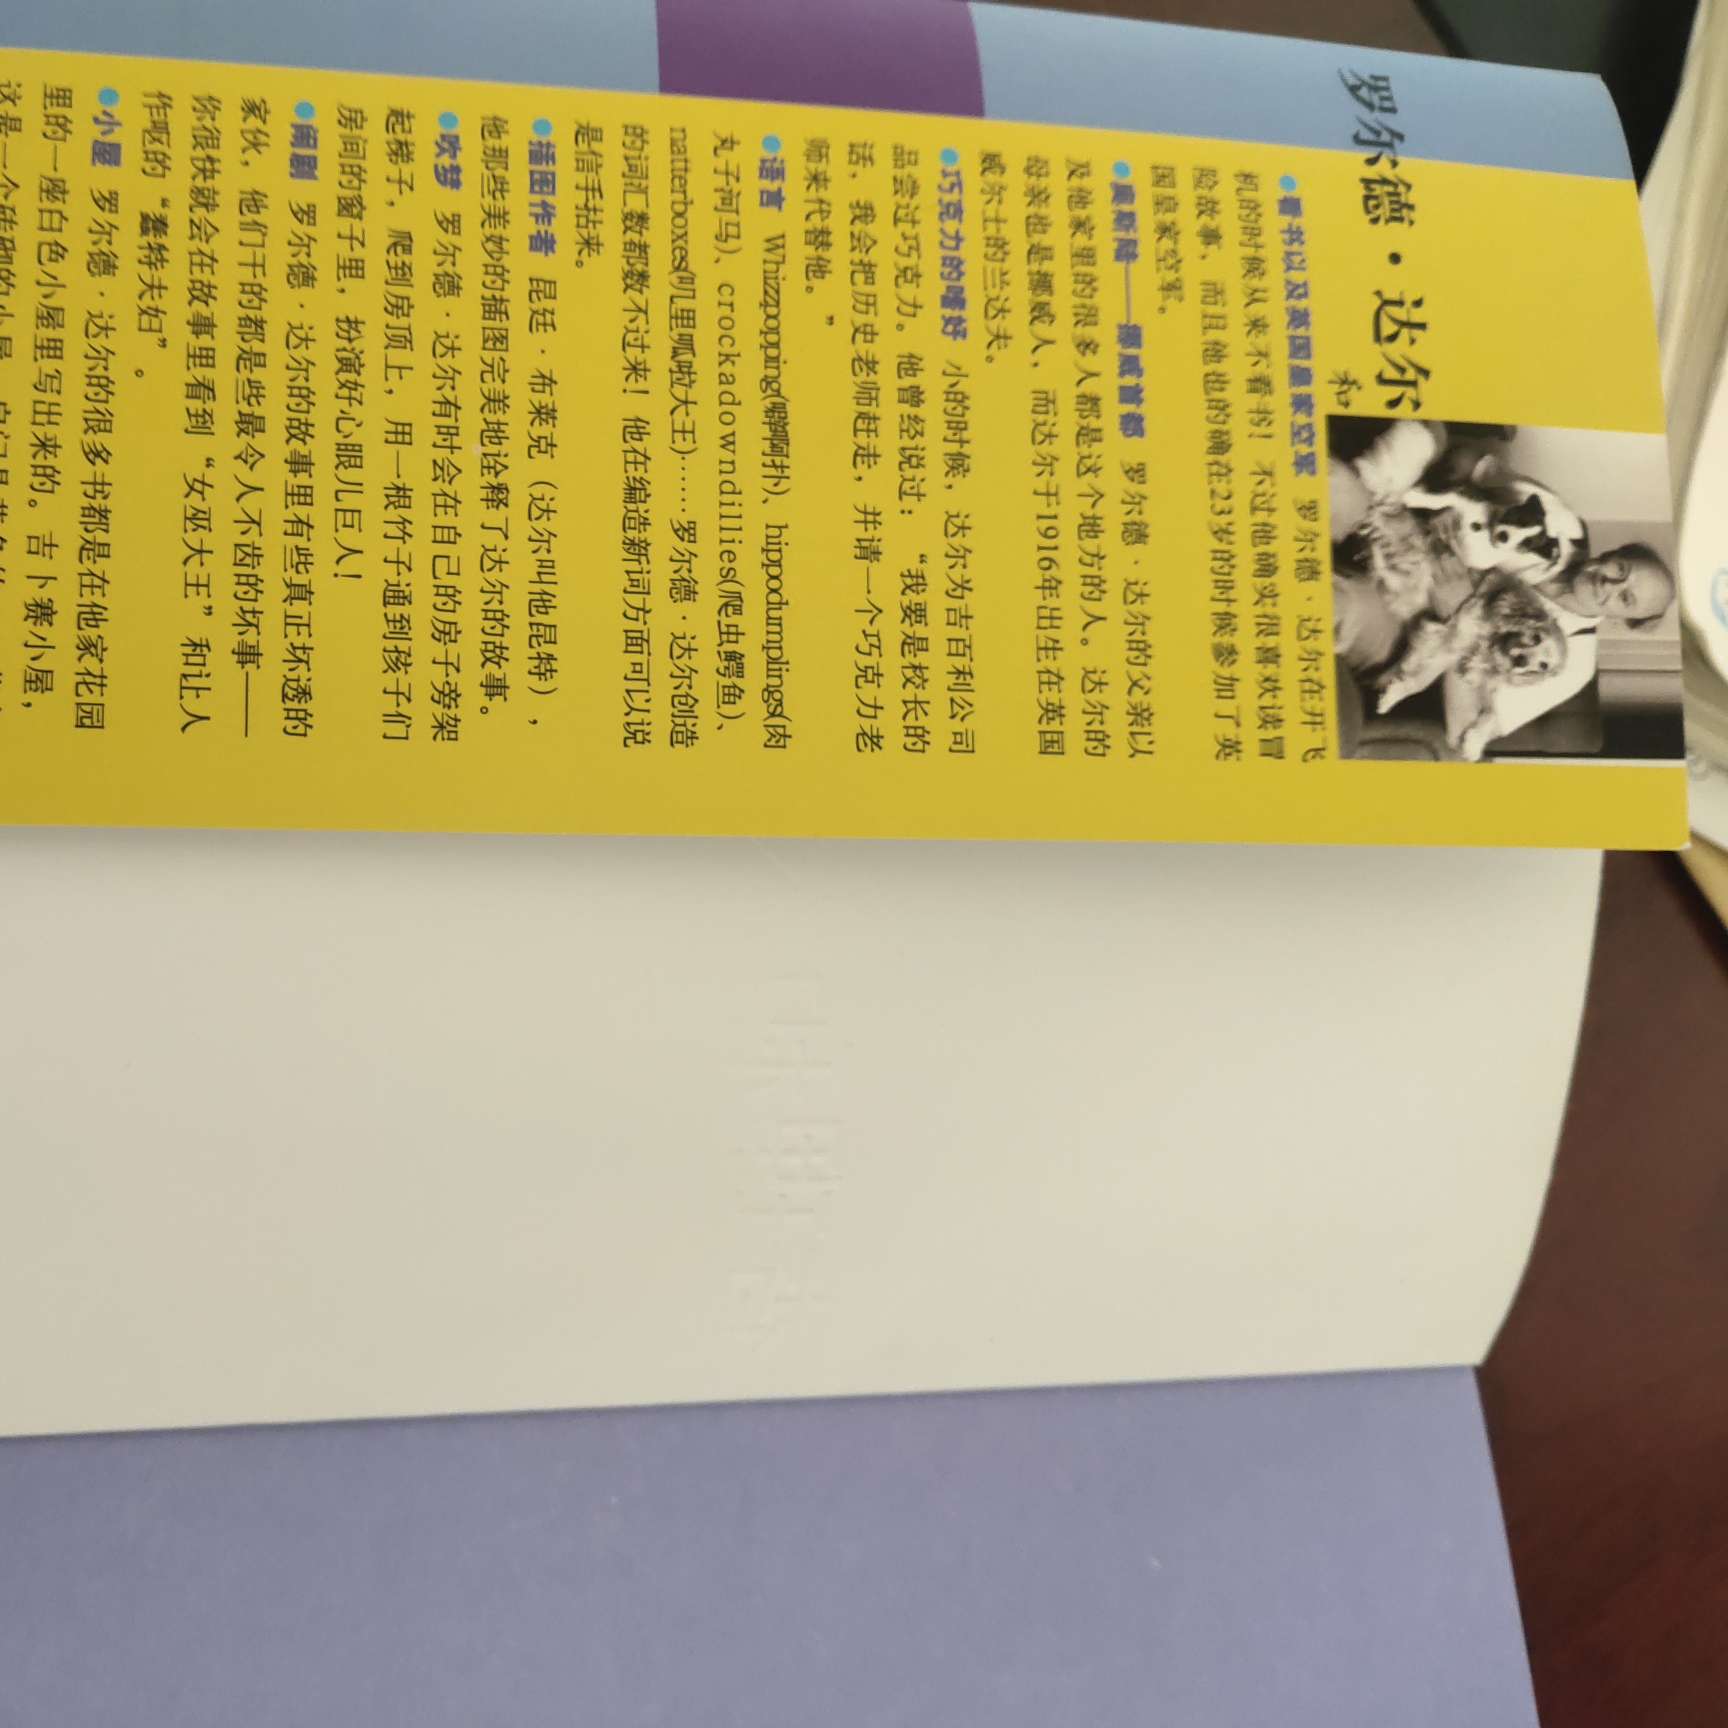 罗尔德·达尔
和
●看书以及英国皇家空军 罗尔德·达尔在开飞
机的时候从来不看书！不过他确实很喜欢读冒
险故事，而且他也的确在23岁的时候参加了英
国皇家空军。
●奥斯陆——挪威首都 罗尔德·达尔的父亲以
及他家里的很多人都是这个地方的人。达尔的
母亲也是挪威人，而达尔于1916年出生在英国
威尔士的兰达夫。
●巧克力的嗜好 小的时候，达尔为吉百利公司
品尝过巧克力。他曾经说过：“我要是校长的
话，我会把历史老师赶走，并请一个巧克力老
师来代替他。”
●语言 Whizzpopping(噼啊扑)、hippodumplings(肉
丸子河马)、crockadowndillies(爬虫鳄鱼)、
natterboxes(叽里呱啦大王)……罗尔德·达尔创造
的词汇数都数不过来！他在编造新词方面可以说
是信手拈来。
●插图作者 昆廷·布莱克（达尔叫他昆特），
他那些美妙的插图完美地诠释了达尔的故事。
●吹梦 罗尔德·达尔有时会在自己的房子旁架
起梯子，爬到房顶上，用一根竹子通到孩子们
房间的窗子里，扮演好心眼儿巨人！
●闹剧 罗尔德·达尔的故事里有些真正坏透的
家伙，他们干的都是些最令人不齿的坏事——
你很快就会在故事里看到“女巫大王”和让人
作呕的“蠢特夫妇”。
●小屋 罗尔德·达尔的很多书都是在他家花园
里的一座白色小屋里写出来的。吉卜赛小屋，
这是一个砖砌的小屋